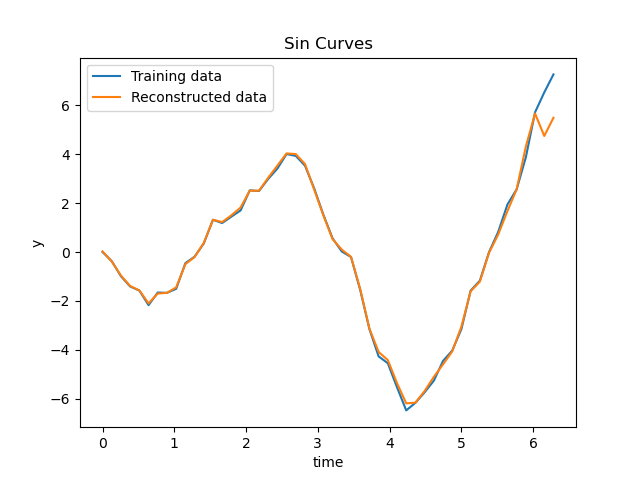 Sin Curves
Training data
Reconstructed data
6
4
2
0
−2
−4
−6
y
0 1 2 3 4 5 6
time